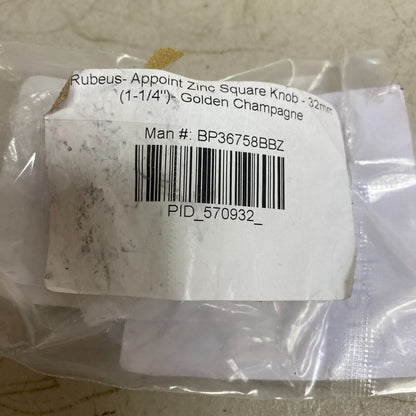 Rubeus- Appoint Zinc Square Knob - 32mm
(1-1/4")- Golden Champagne
Man #: BP36758BBZ
PID_570932_